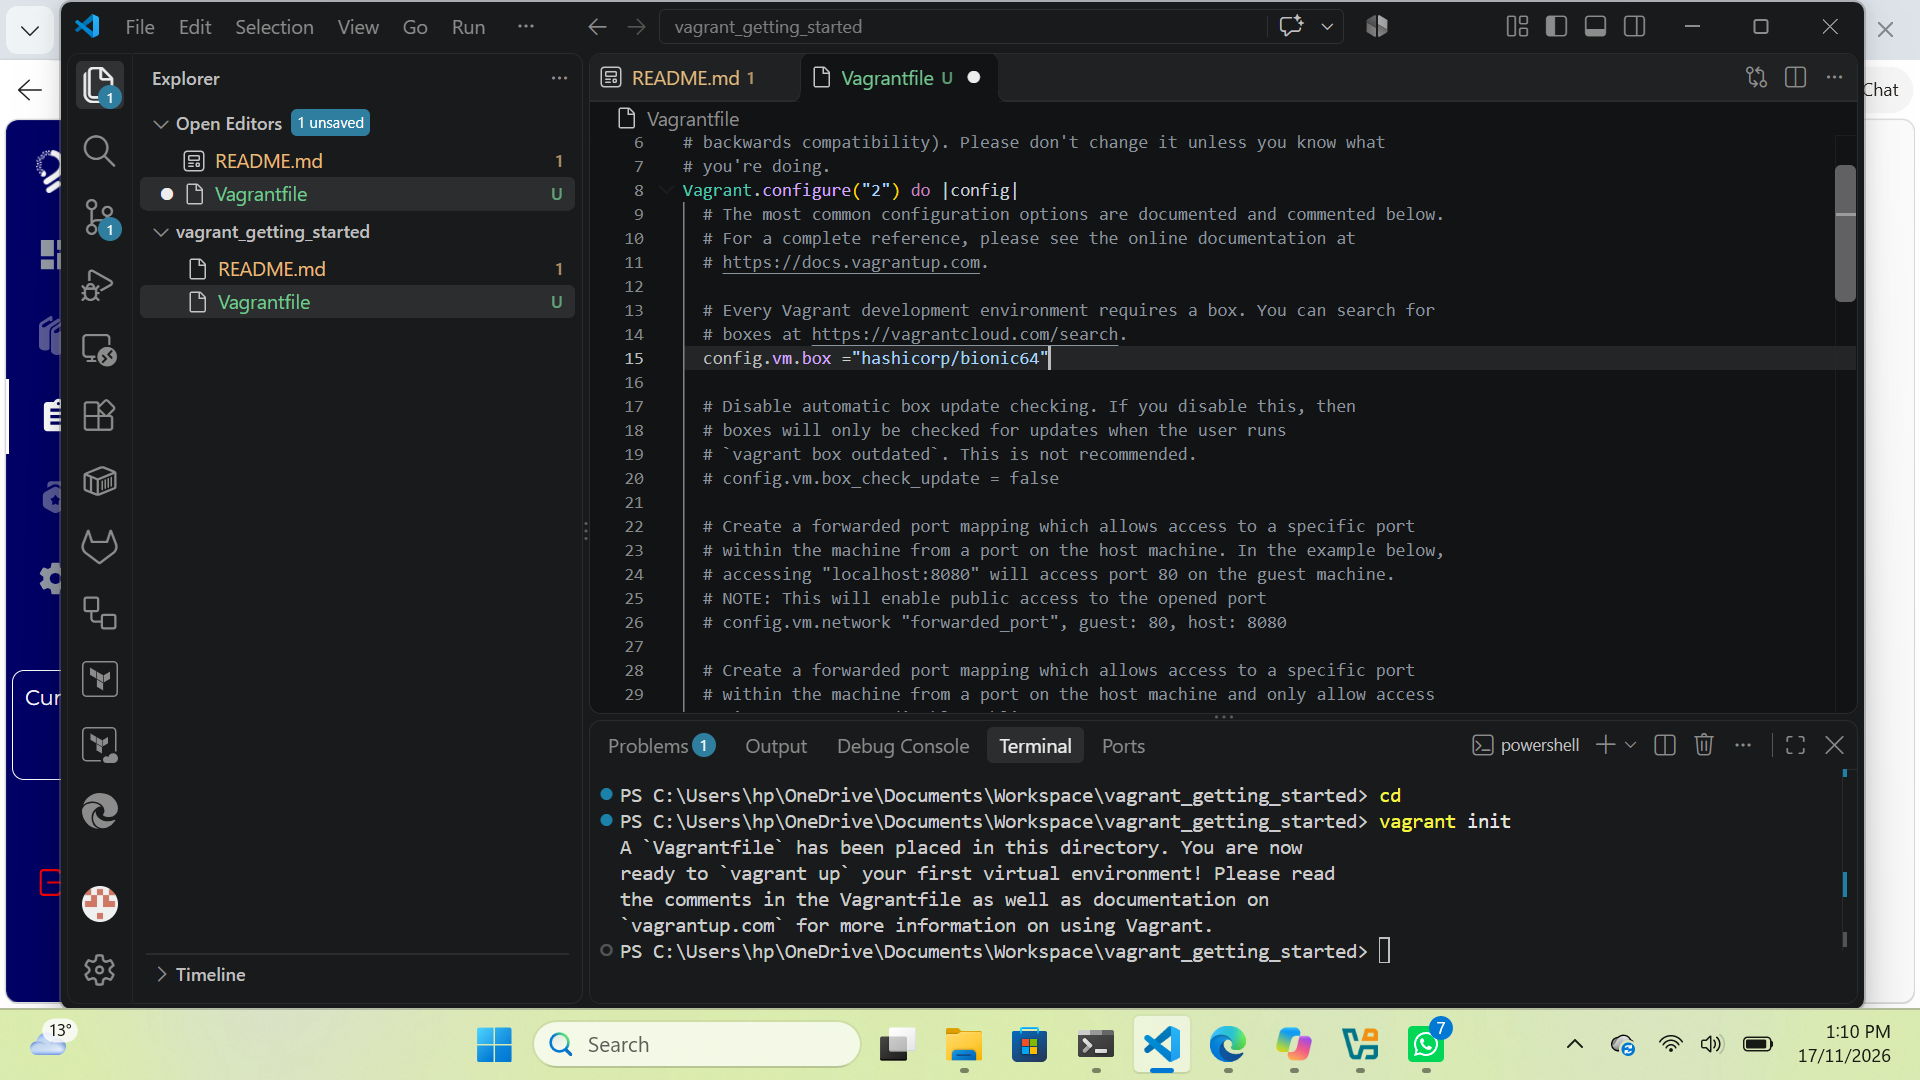 File Edit Selection View Go Run ···
vagrant_getting_started
Chat
Explorer
Open Editors 1 unsaved
README.md 1
Vagrantfile U
vagrant_getting_started
README.md 1
Vagrantfile U
Timeline
1
1
Cur
README.md 1
Vagrantfile U
Vagrantfile
6 # backwards compatibility). Please don't change it unless you know what
7 # you're doing.
8 Vagrant.configure("2") do |config|
9 # The most common configuration options are documented and commented below.
10 # For a complete reference, please see the online documentation at
11 # https://docs.vagrantup.com.
12
13 # Every Vagrant development environment requires a box. You can search for
14 # boxes at https://vagrantcloud.com/search.
15 config.vm.box ="hashicorp/bionic64"
16
17 # Disable automatic box update checking. If you disable this, then
18 # boxes will only be checked for updates when the user runs
19 # `vagrant box outdated`. This is not recommended.
20 # config.vm.box_check_update = false
21
22 # Create a forwarded port mapping which allows access to a specific port
23 # within the machine from a port on the host machine. In the example below,
24 # accessing "localhost:8080" will access port 80 on the guest machine.
25 # NOTE: This will enable public access to the opened port
26 # config.vm.network "forwarded_port", guest: 80, host: 8080
27
28 # Create a forwarded port mapping which allows access to a specific port
29 # within the machine from a port on the host machine and only allow access
Problems 1 Output Debug Console Terminal Ports
powershell
PS C:\Users\hp\OneDrive\Documents\Workspace\vagrant_getting_started> cd
PS C:\Users\hp\OneDrive\Documents\Workspace\vagrant_getting_started> vagrant init
A `Vagrantfile` has been placed in this directory. You are now
ready to `vagrant up` your first virtual environment! Please read
the comments in the Vagrantfile as well as documentation on
`vagrantup.com` for more information on using Vagrant.
PS C:\Users\hp\OneDrive\Documents\Workspace\vagrant_getting_started>
13°
Search
7
1:10 PM
17/11/2026